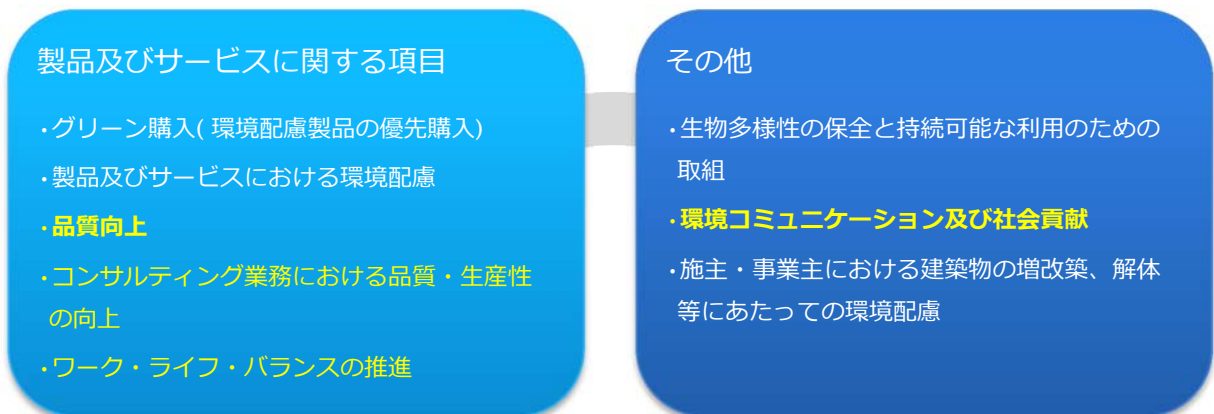 製品及びサービスに関する項目
・グリーン購入( 環境配慮製品の優先購入)
・製品及びサービスにおける環境配慮
・品質向上
・コンサルティング業務における品質・生産性
の向上
・ワーク・ライフ・バランスの推進
その他
・生物多様性の保全と持続可能な利用のための
取組
・環境コミュニケーション及び社会貢献
・施主・事業主における建築物の増改築、解体
等にあたっての環境配慮